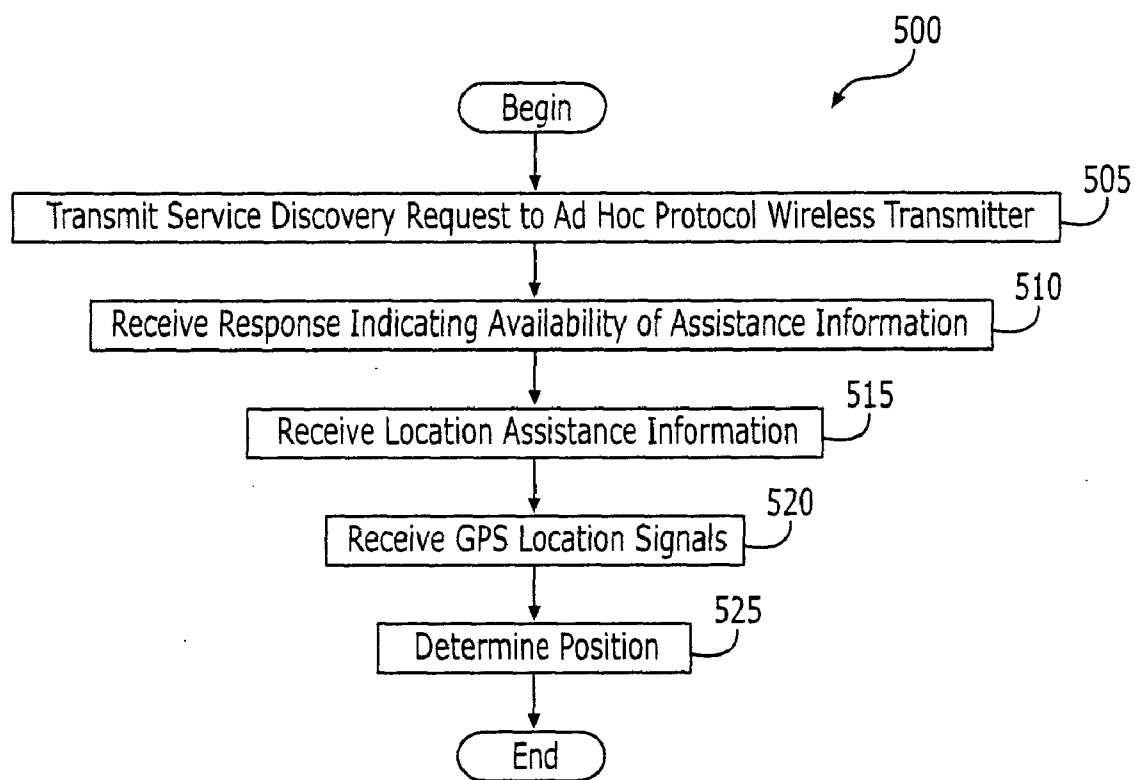 500
Begin
505
Transmit Service Discovery Request to Ad Hoc Protocol Wireless Transmitter
510
Receive Response Indicating Availability of Assistance Information
515
Receive Location Assistance Information
520
Receive GPS Location Signals
525
Determine Position
End